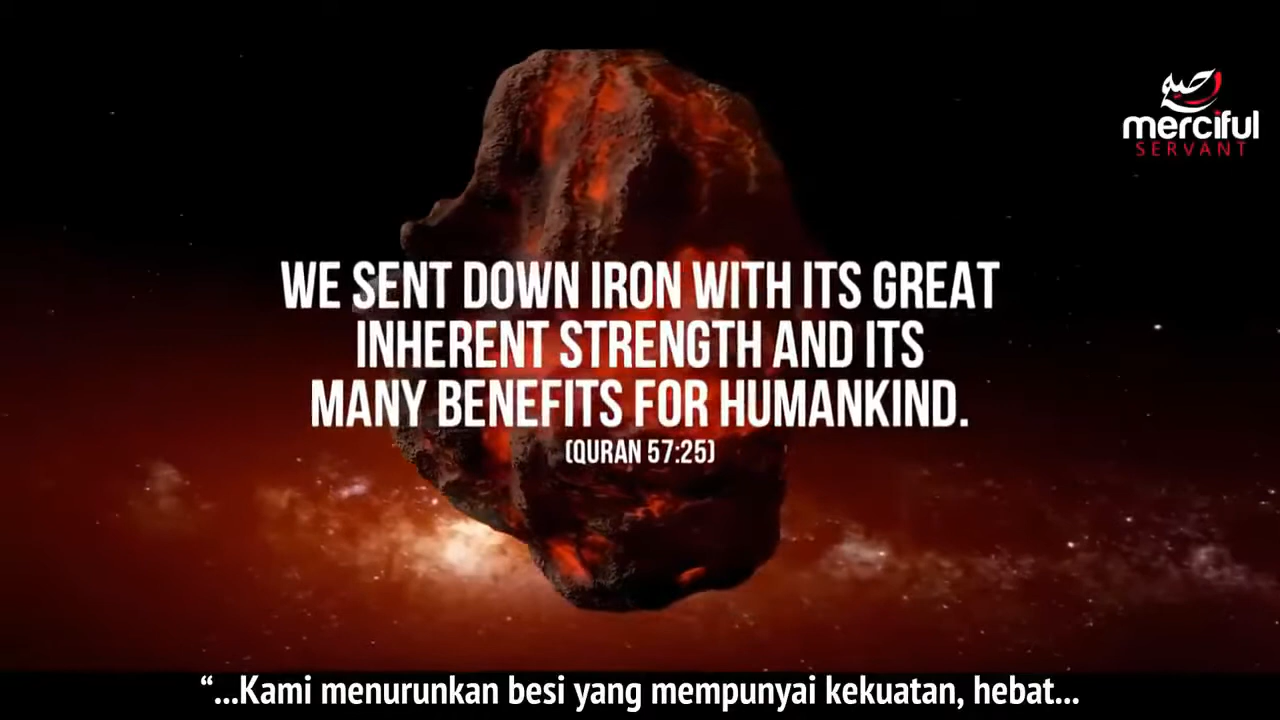 merciful
SERVANT
WE SENT DOWN IRON WITH ITS GREAT
INHERENT STRENGTH AND ITS
MANY BENEFITS FOR HUMANKIND.
(QURAN 57:25)
“...Kami menurunkan besi yang mempunyai kekuatan, hebat...